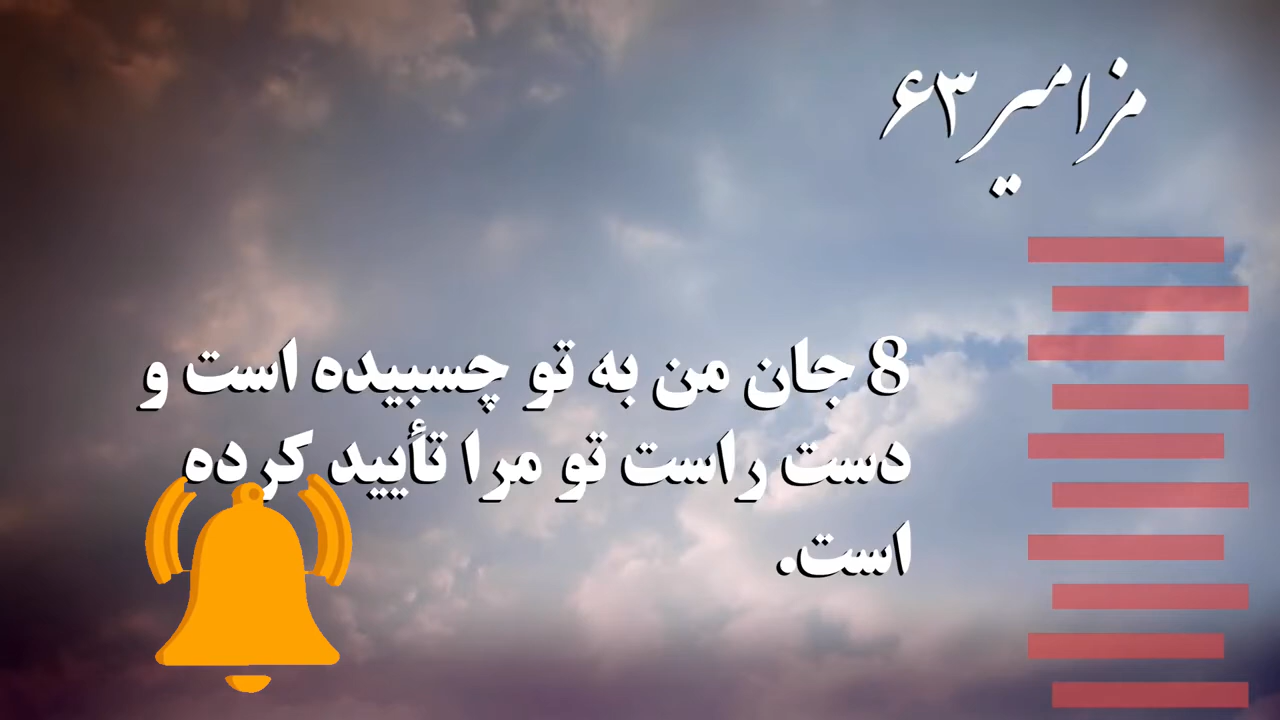 مزامیر ۶۳
8 جان من به تو چسبیده است و
دست راست تو مرا تأیید کرده
است.